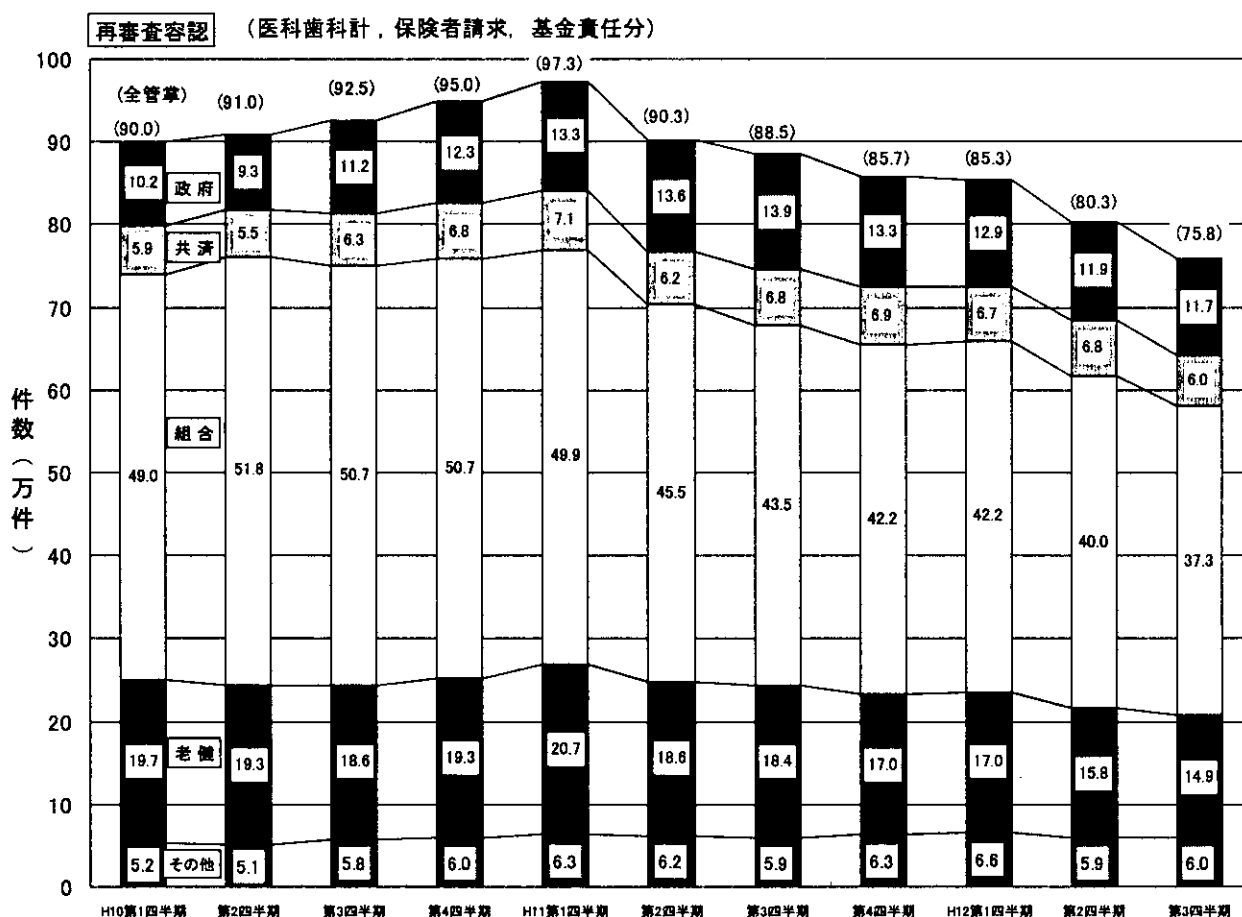 再審査容認 (医科歯科計, 保険者請求, 基金責任分)
100
90
80
70
60
50
40
30
20
10
0
件数(万件)
(全管掌)
(90.0) (91.0) (92.5) (95.0) (97.3) (90.3) (88.5) (85.7) (85.3) (80.3) (75.8)
政府
10.2 9.3 11.2 12.3 13.3 13.6 13.9 13.3 12.9 11.9 11.7
共済
5.9 5.5 6.3 6.8 7.1 6.2 6.8 6.9 6.7 6.8 6.0
組合
49.0 51.8 50.7 50.7 49.9 45.5 43.5 42.2 42.2 40.0 37.3
老健
19.7 19.3 18.6 19.3 20.7 18.6 18.4 17.0 17.0 15.8 14.9
その他
5.2 5.1 5.8 6.0 6.3 6.2 5.9 6.3 6.6 5.9 6.0
H10第1四半期 第2四半期 第3四半期 第4四半期 H11第1四半期 第2四半期 第3四半期 第4四半期 H12第1四半期 第2四半期 第3四半期